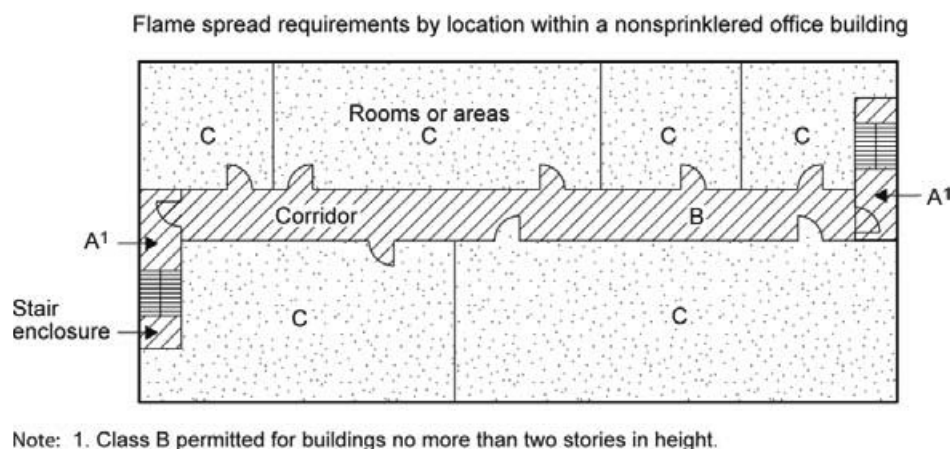 Flame spread requirements by location within a nonsprinklered office building
Rooms or areas
C
C
C
C
Corridor
B
A¹
A¹
Stair
enclosure
C
C
Note: 1. Class B permitted for buildings no more than two stories in height.